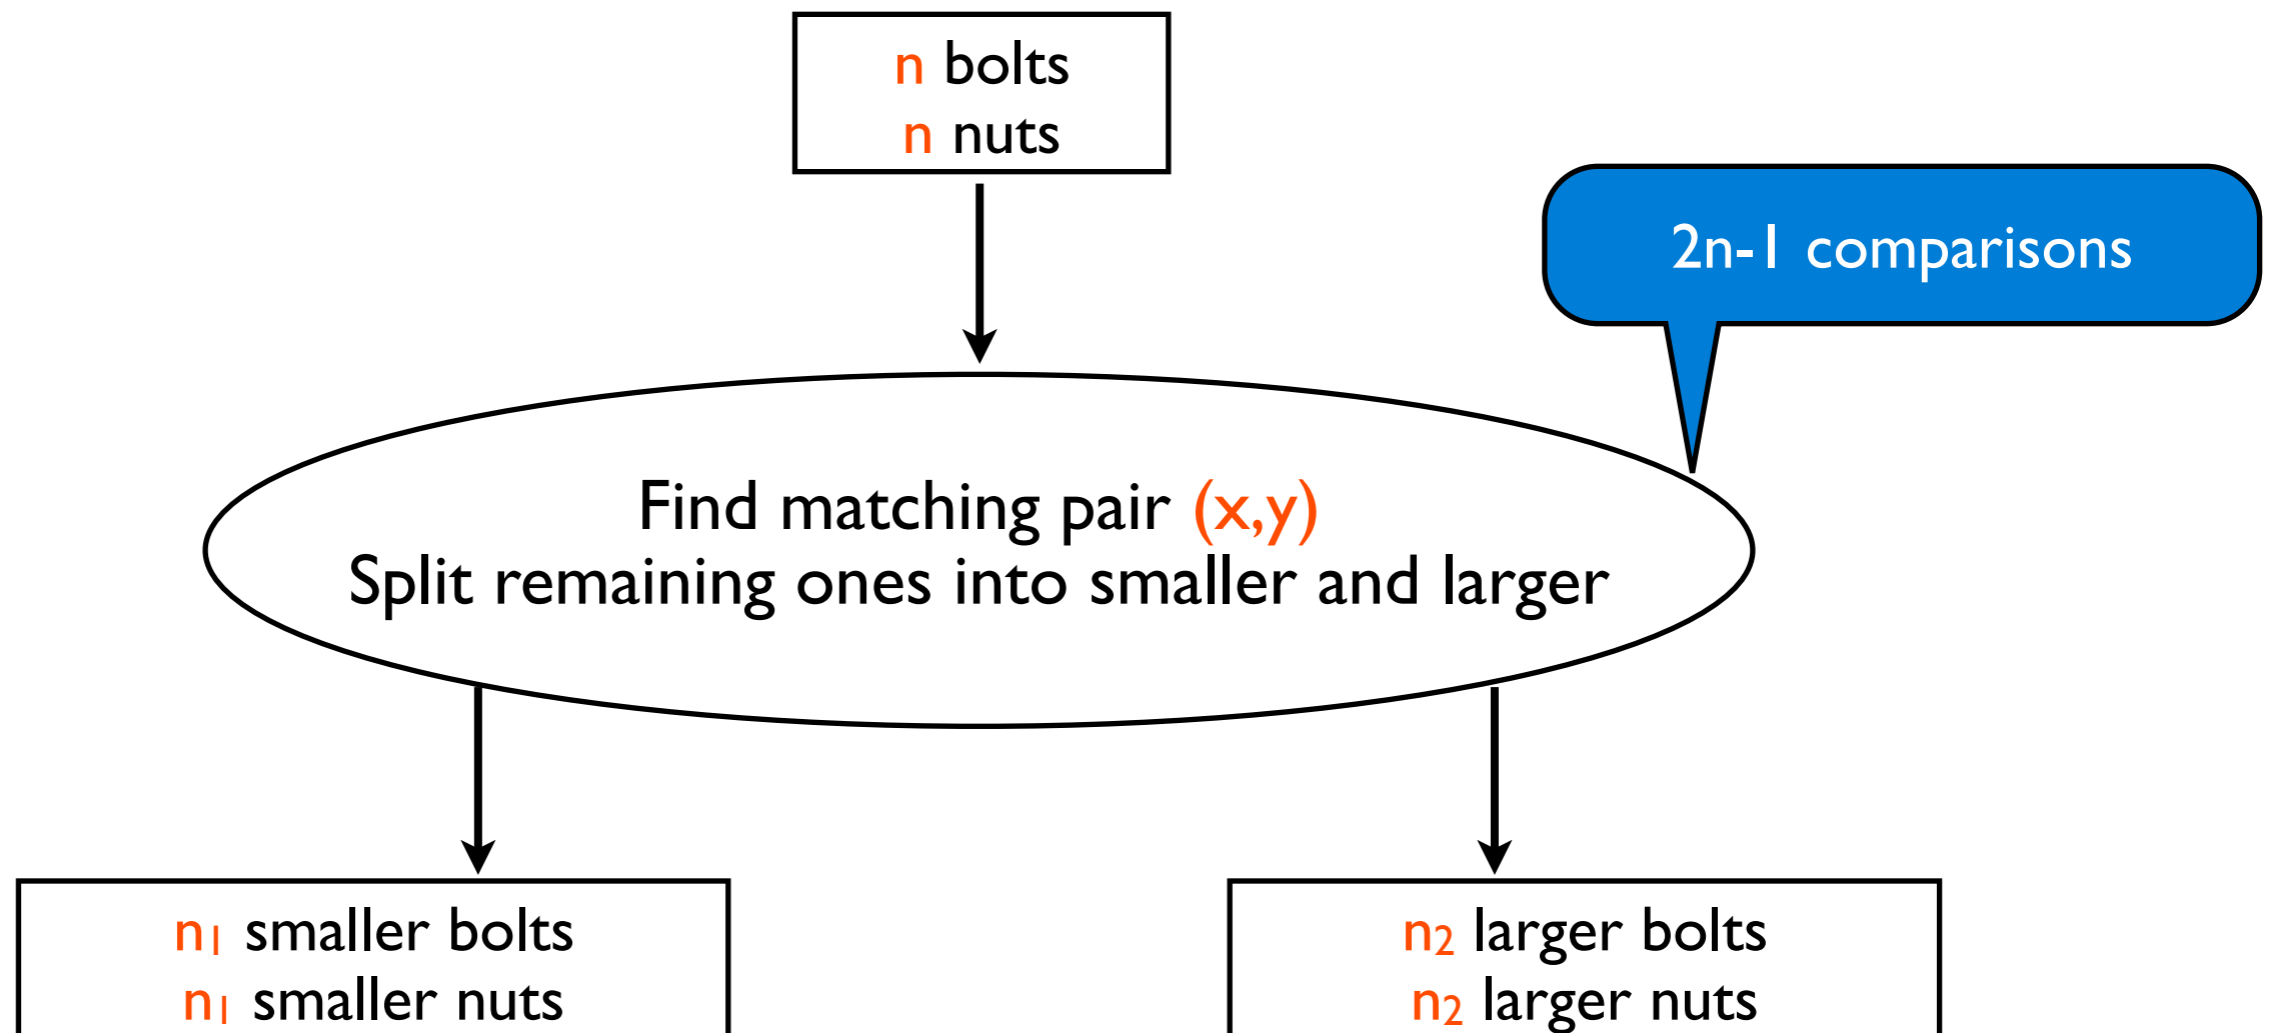 n bolts
n nuts
2n-1 comparisons
Find matching pair (x,y)
Split remaining ones into smaller and larger
n₁ smaller bolts
n₁ smaller nuts
n₂ larger bolts
n₂ larger nuts